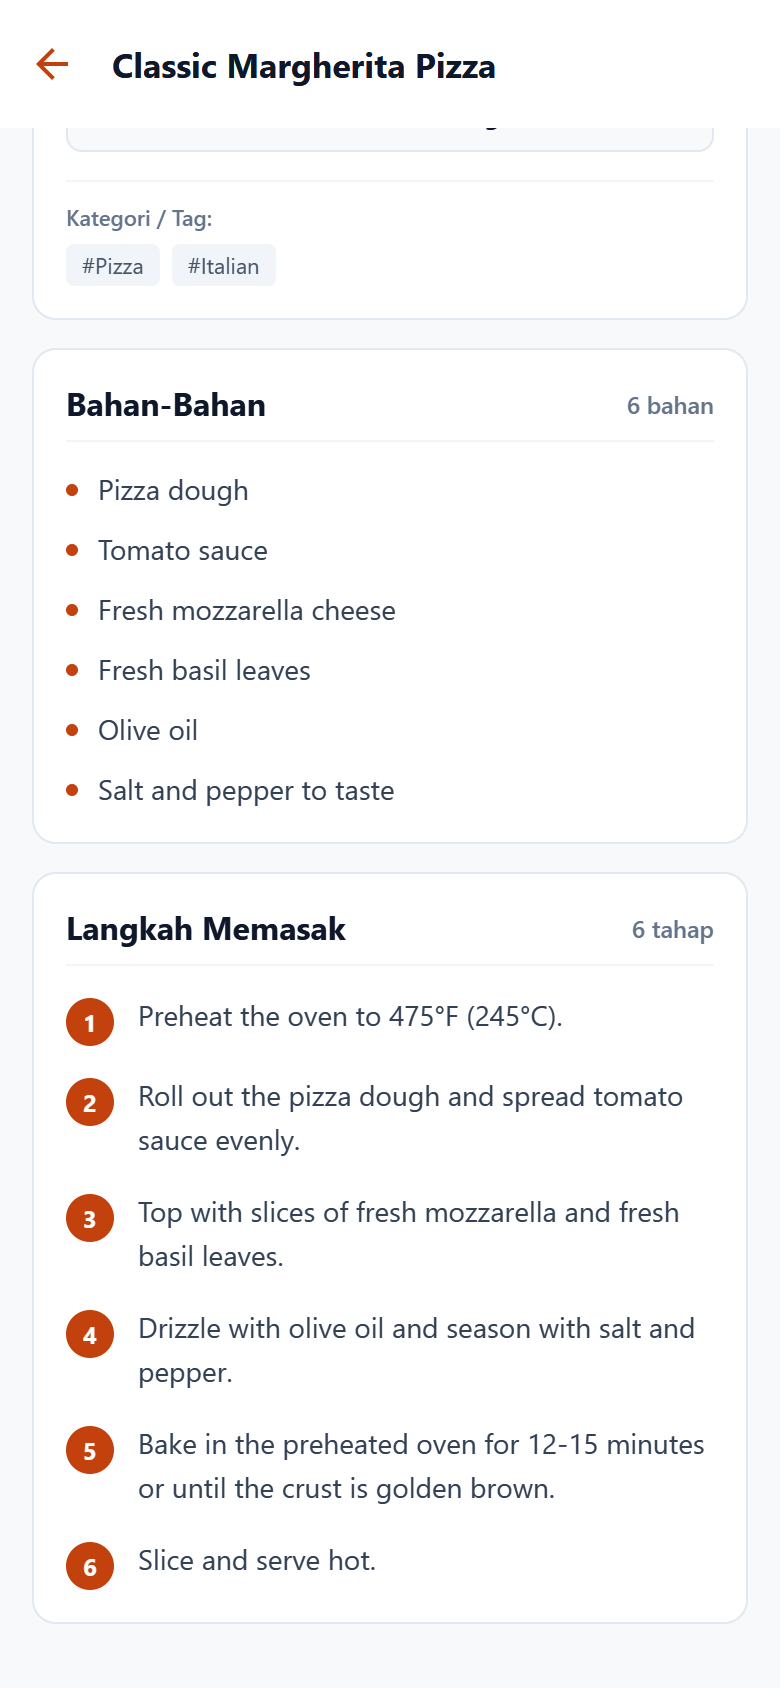 Classic Margherita Pizza
Kategori / Tag:
#Pizza
#Italian
Bahan-Bahan
6 bahan
Pizza dough
Tomato sauce
Fresh mozzarella cheese
Fresh basil leaves
Olive oil
Salt and pepper to taste
Langkah Memasak
6 tahap
1
Preheat the oven to 475°F (245°C).
2
Roll out the pizza dough and spread tomato
sauce evenly.
3
Top with slices of fresh mozzarella and fresh
basil leaves.
4
Drizzle with olive oil and season with salt and
pepper.
5
Bake in the preheated oven for 12-15 minutes
or until the crust is golden brown.
6
Slice and serve hot.